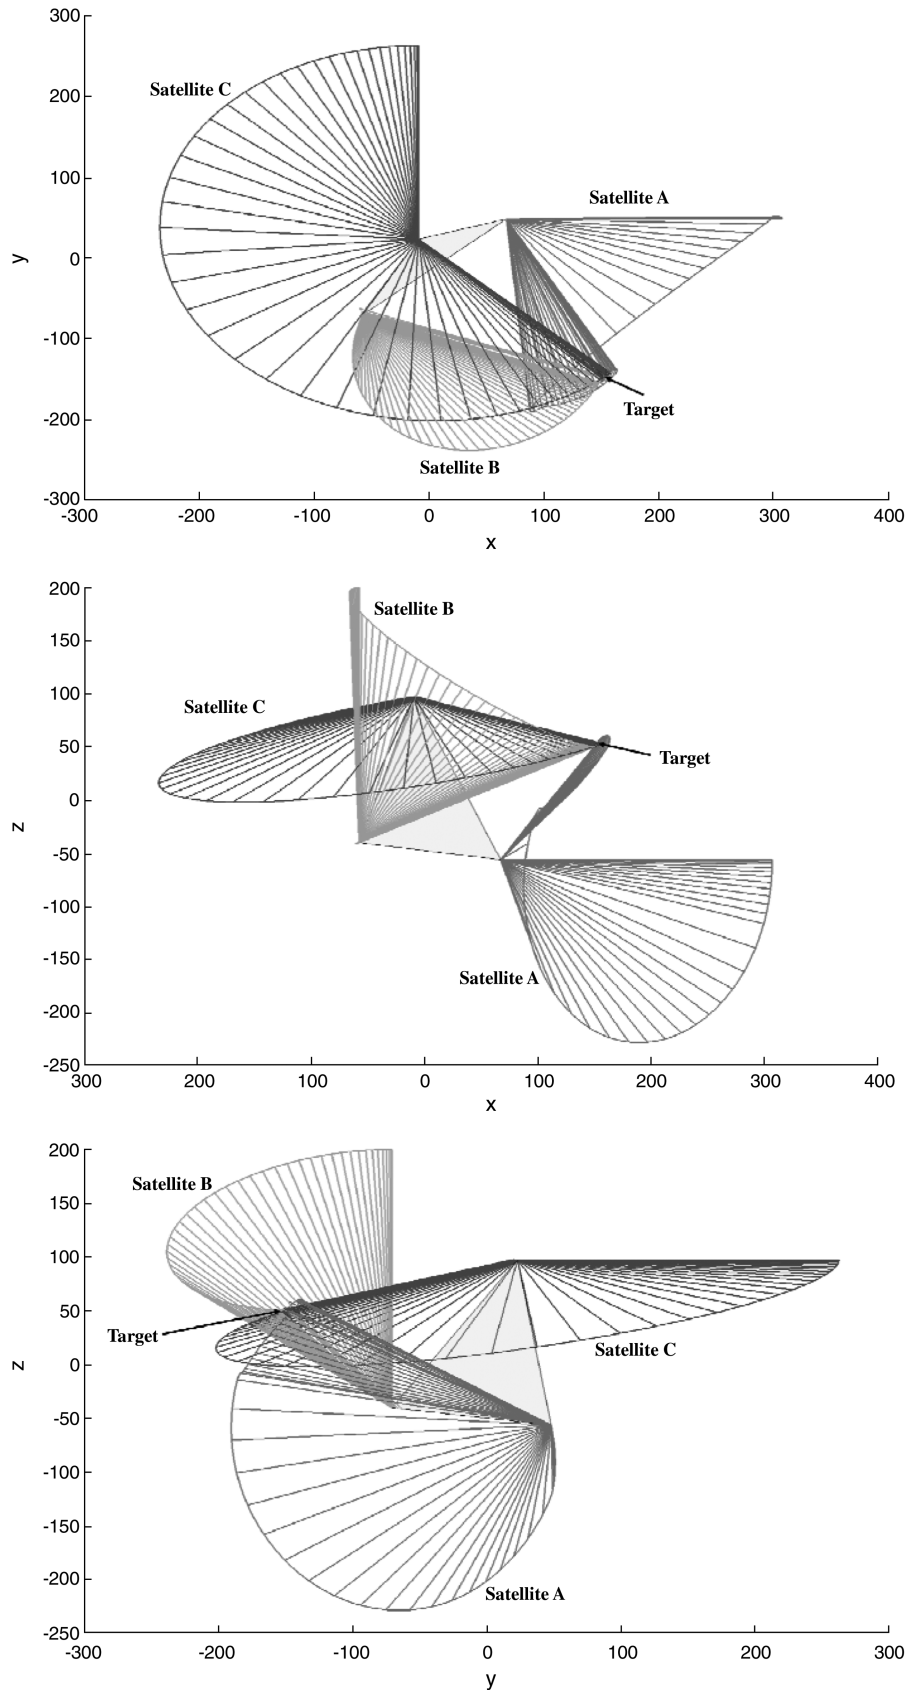 300
200
100
0
-100
-200
-300
y
Satellite C
Satellite A
Target
Satellite B
-300 -200 -100 0 100 200 300 400
x
200
150
100
50
0
-50
-100
-150
-200
-250
z
Satellite B
Satellite C
Target
Satellite A
300 200 100 0 100 200 300 400
x
200
150
100
50
0
-50
-100
-150
-200
-250
z
Satellite B
Target
Satellite C
Satellite A
-300 -200 -100 0 100 200 300
y